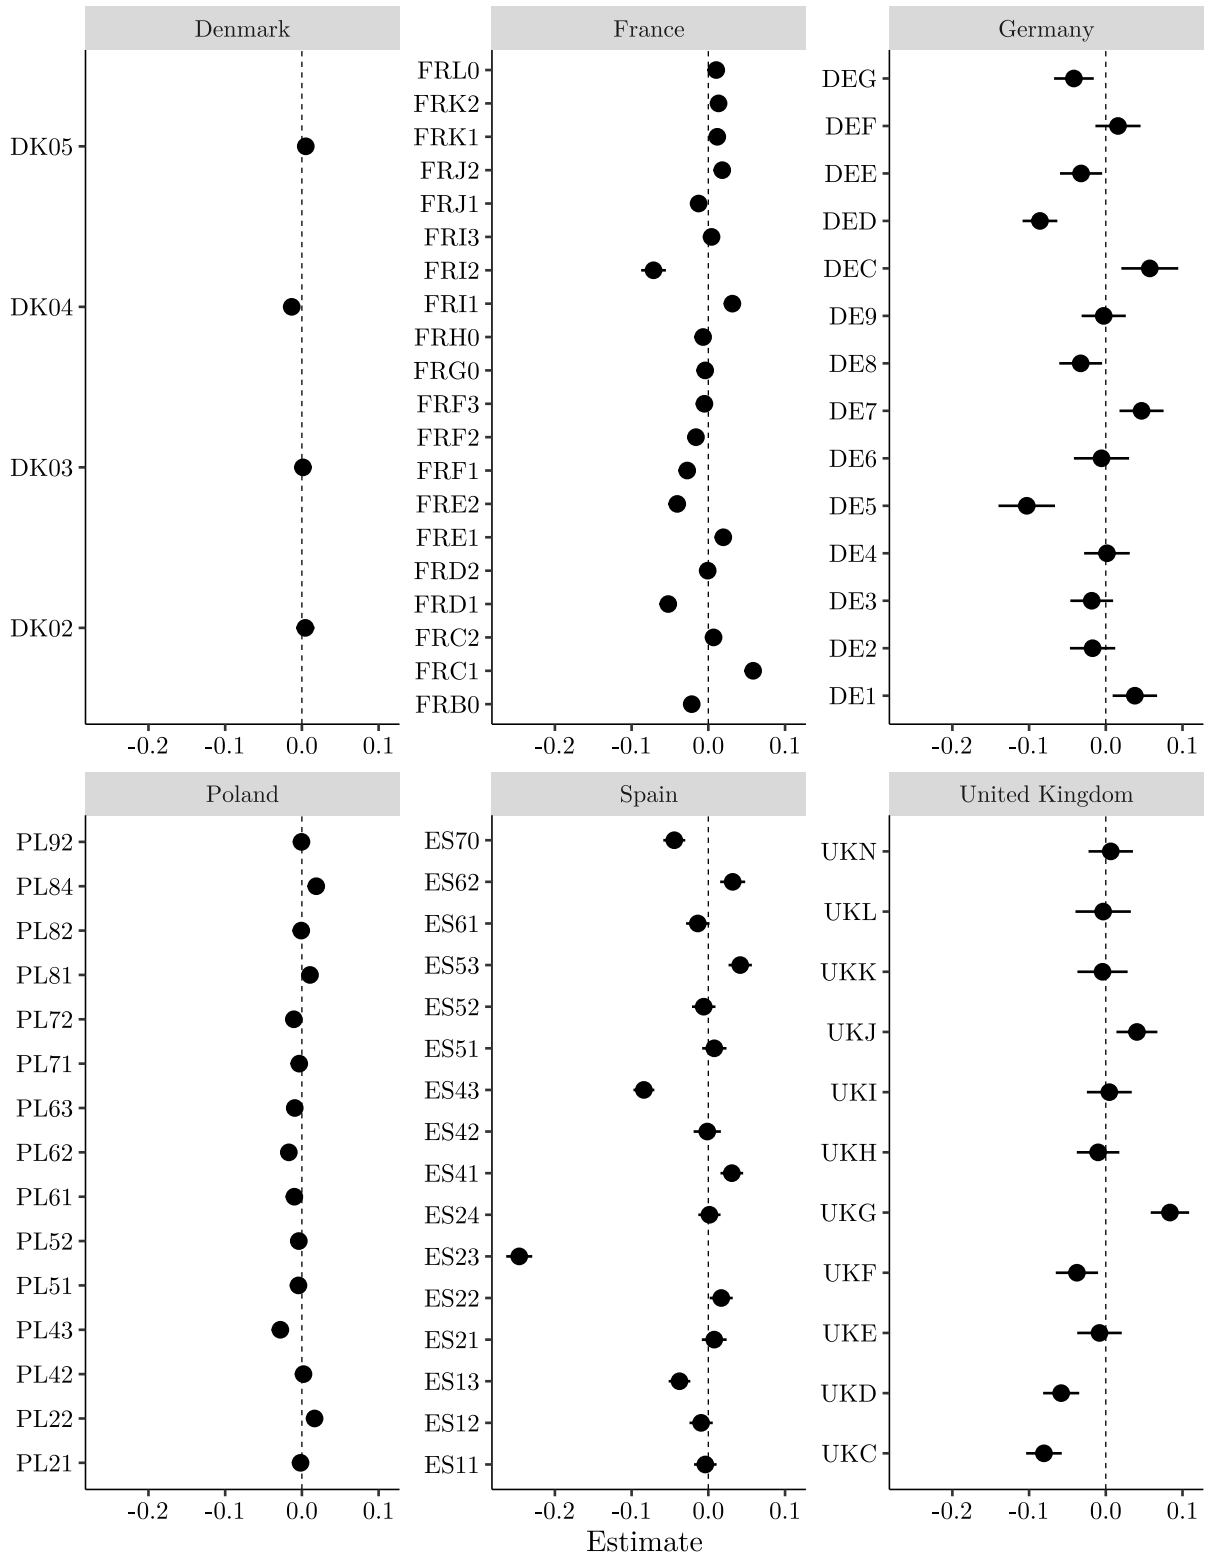 Denmark
France
Germany
DK05
DK04
DK03
DK02
-0.2 -0.1 0.0 0.1
FRL0
FRK2
FRK1
FRJ2
FRJ1
FRI3
FRI2
FRI1
FRH0
FRG0
FRF3
FRF2
FRF1
FRE2
FRE1
FRD2
FRD1
FRC2
FRC1
FRB0
-0.2 -0.1 0.0 0.1
DEG
DEF
DEE
DED
DEC
DE9
DE8
DE7
DE6
DE5
DE4
DE3
DE2
DE1
-0.2 -0.1 0.0 0.1
Poland
Spain
United Kingdom
PL92
PL84
PL82
PL81
PL72
PL71
PL63
PL62
PL61
PL52
PL51
PL43
PL42
PL22
PL21
-0.2 -0.1 0.0 0.1
ES70
ES62
ES61
ES53
ES52
ES51
ES43
ES42
ES41
ES24
ES23
ES22
ES21
ES13
ES12
ES11
-0.2 -0.1 0.0 0.1
UKN
UKL
UKK
UKJ
UKI
UKH
UKG
UKF
UKE
UKD
UKC
-0.2 -0.1 0.0 0.1
Estimate